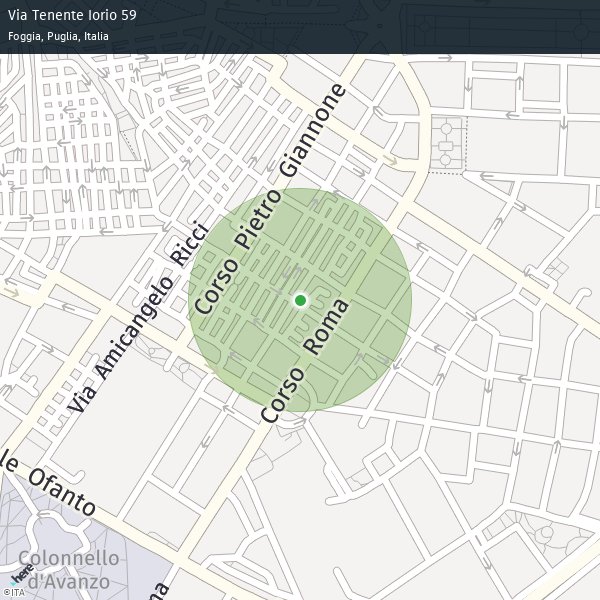 Via Tenente Iorio 59
Foggia, Puglia, Italia
Corso Pietro Giannone
Via Amicangelo Ricci
Corso Roma
le Ofanto
Colonnello
d'Avanzo
here
©ITA
ma